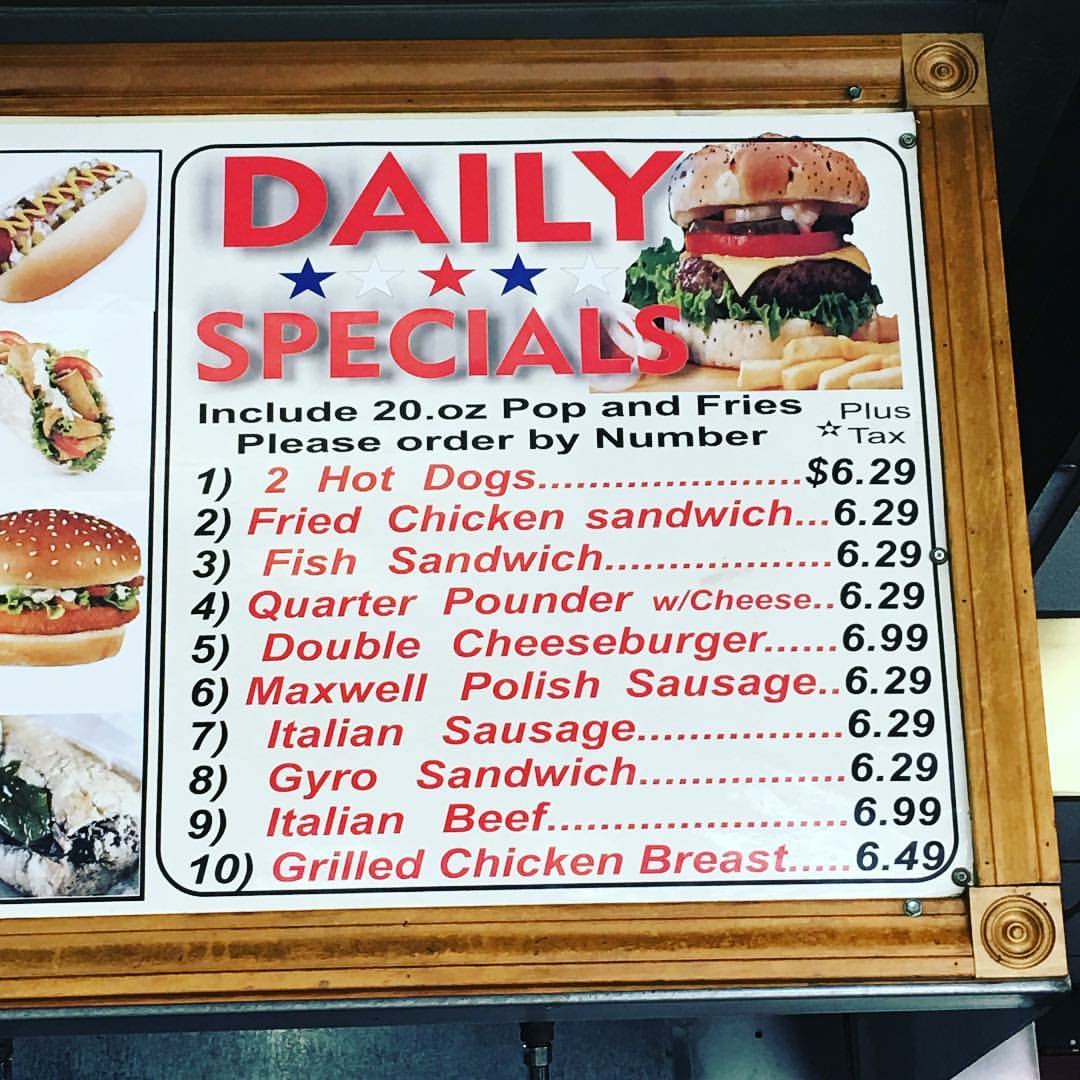 DAILY
SPECIALS
Include 20.oz Pop and Fries
Please order by Number
Plus
☆ Tax
1) 2 Hot Dogs.....................$6.29
2) Fried Chicken sandwich...6.29
3) Fish Sandwich..................6.29
4) Quarter Pounder w/Cheese..6.29
5) Double Cheeseburger......6.99
6) Maxwell Polish Sausage..6.29
7) Italian Sausage................6.29
8) Gyro Sandwich................6.29
9) Italian Beef.......................6.99
10) Grilled Chicken Breast.....6.49